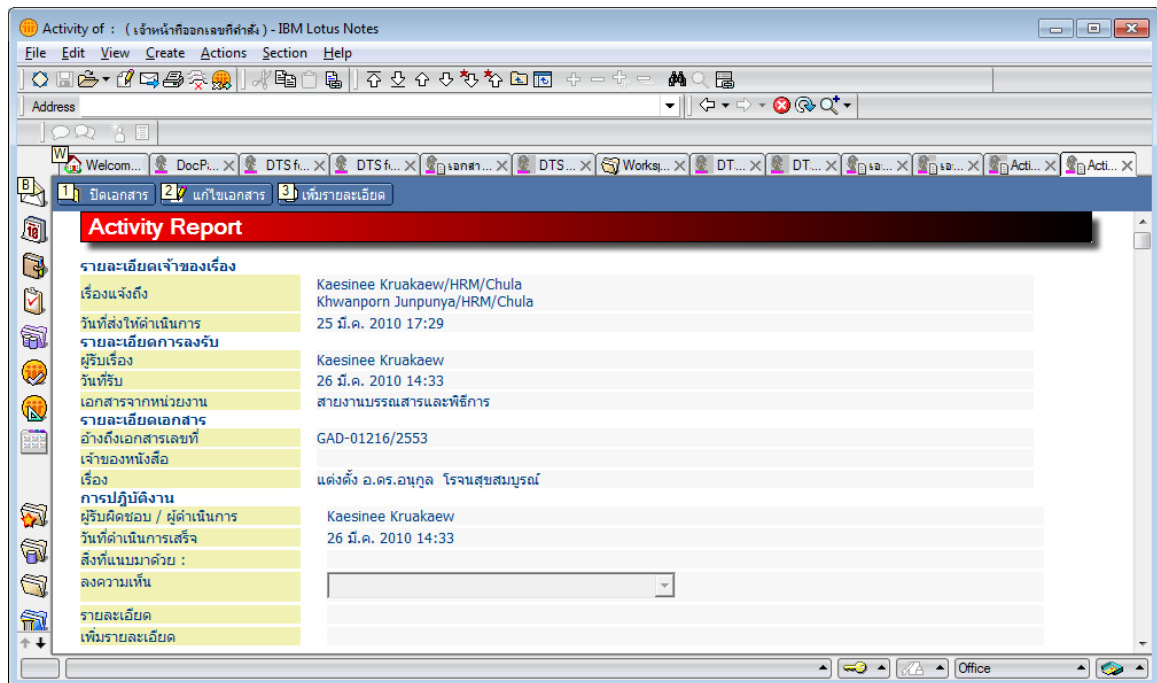 Activity of : ( เจ้าหน้าที่ออกเลขที่คำสั่ง ) - IBM Lotus Notes
File Edit View Create Actions Section Help
Address
W Welcom... DocP... DTS f... DTS f... เอกสา... DTS... Works... DT... DT... เอ... เอ... Acti... Acti...
B 1 ปิดเอกสาร 2 แก้ไขเอกสาร 3 เพิ่มรายละเอียด
Activity Report
รายละเอียดเจ้าของเรื่อง
เรื่องแจ้งถึง Kaesinee Kruakaew/HRM/Chula
Khwanporn Junpunya/HRM/Chula
วันที่ส่งให้ดำเนินการ 25 มี.ค. 2010 17:29
รายละเอียดการลงรับ
ผู้รับเรื่อง Kaesinee Kruakaew
วันที่รับ 26 มี.ค. 2010 14:33
เอกสารจากหน่วยงาน สายงานบรรณสารและพิธีการ
รายละเอียดเอกสาร
อ้างถึงเอกสารเลขที่ GAD-01216/2553
เจ้าของหนังสือ
เรื่อง แต่งตั้ง อ.ดร.อนุกูล โรจนสุขสมบูรณ์
การปฏิบัติงาน
ผู้รับผิดชอบ / ผู้ดำเนินการ Kaesinee Kruakaew
วันที่ดำเนินการเสร็จ 26 มี.ค. 2010 14:33
สิ่งที่แนบมาด้วย :
ลงความเห็น
รายละเอียด
เพิ่มรายละเอียด
Office